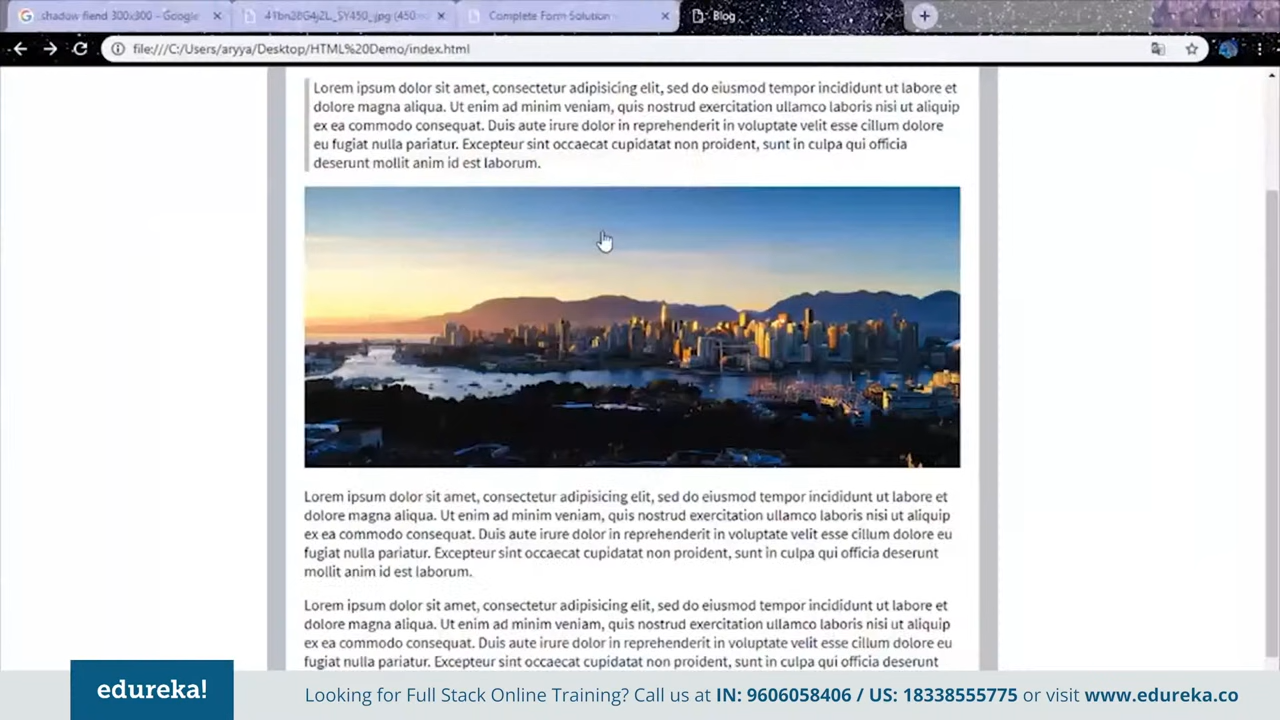 shadow fiend 300x300 - Google
41bn28G4j2L._SY450_.jpg (450
Complete Form Solution
Blog
file:///C:/Users/aryya/Desktop/HTML%20Demo/index.html
Lorem ipsum dolor sit amet, consectetur adipisicing elit, sed do eiusmod tempor incididunt ut labore et
dolore magna aliqua. Ut enim ad minim veniam, quis nostrud exercitation ullamco laboris nisi ut aliquip
ex ea commodo consequat. Duis aute irure dolor in reprehenderit in voluptate velit esse cillum dolore
eu fugiat nulla pariatur. Excepteur sint occaecat cupidatat non proident, sunt in culpa qui officia
deserunt mollit anim id est laborum.
Lorem ipsum dolor sit amet, consectetur adipisicing elit, sed do eiusmod tempor incididunt ut labore et
dolore magna aliqua. Ut enim ad minim veniam, quis nostrud exercitation ullamco laboris nisi ut aliquip
ex ea commodo consequat. Duis aute irure dolor in reprehenderit in voluptate velit esse cillum dolore eu
fugiat nulla pariatur. Excepteur sint occaecat cupidatat non proident, sunt in culpa qui officia deserunt
mollit anim id est laborum.
Lorem ipsum dolor sit amet, consectetur adipisicing elit, sed do eiusmod tempor incididunt ut labore et
dolore magna aliqua. Ut enim ad minim veniam, quis nostrud exercitation ullamco laboris nisi ut aliquip
ex ea commodo consequat. Duis aute irure dolor in reprehenderit in voluptate velit esse cillum dolore eu
fugiat nulla pariatur. Excepteur sint occaecat cupidatat non proident, sunt in culpa qui officia deserunt
edureka!
Looking for Full Stack Online Training? Call us at IN: 9606058406 / US: 18338555775 or visit www.edureka.co